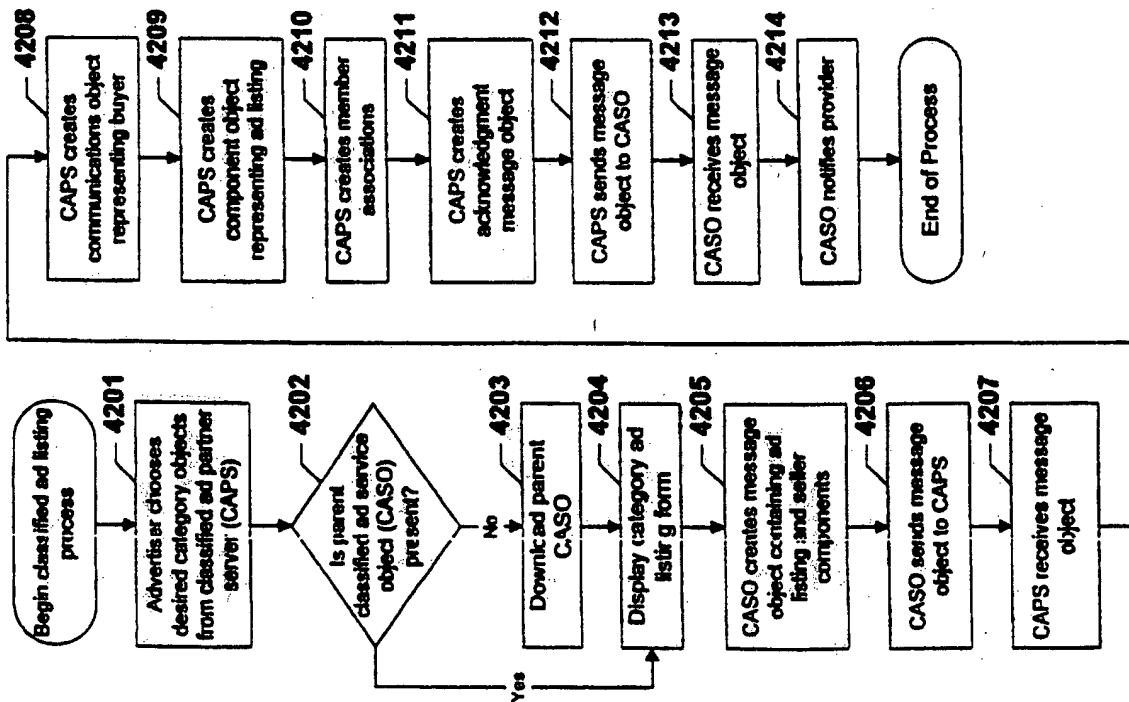 Begin classified ad listing
process
4201
Advertiser chooses
desired category objects
from classified ad partner
server (CAPS)
4202
Is parent
classified ad service
object (CASO)
present?
Yes
No
4203
Download parent
CASO
4204
Display category ad
listing form
4205
CASO creates message
object containing ad
listing and seller
components
4206
CASO sends message
object to CAPS
4207
CAPS receives message
object
4208
CAPS creates
communications object
representing buyer
4209
CAPS creates
component object
representing ad listing
4210
CAPS creates member
associations
4211
CAPS creates
acknowledgment
message object
4212
CAPS sends message
object to CASO
4213
CASO receives message
object
4214
CASO notifies provider
End of Process